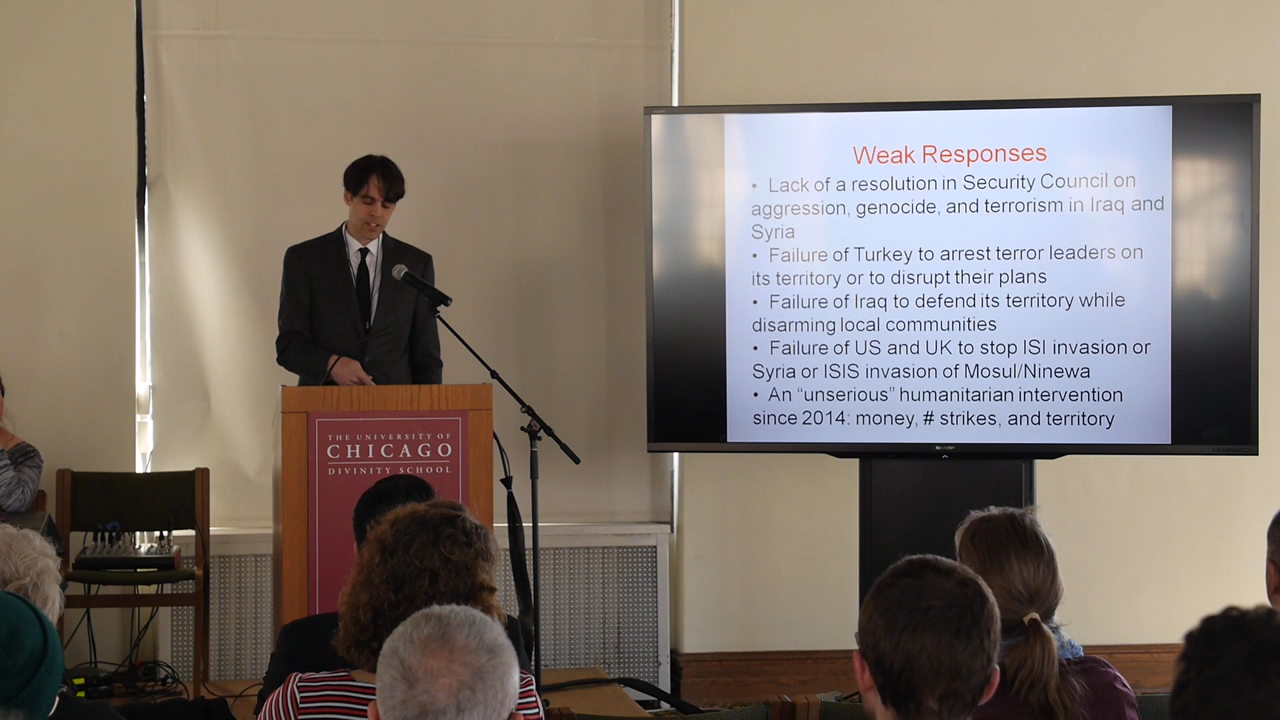 THE UNIVERSITY OF
CHICAGO
DIVINITY SCHOOL
Weak Responses
• Lack of a resolution in Security Council on
aggression, genocide, and terrorism in Iraq and
Syria
• Failure of Turkey to arrest terror leaders on
its territory or to disrupt their plans
• Failure of Iraq to defend its territory while
disarming local communities
• Failure of US and UK to stop ISI invasion or
Syria or ISIS invasion of Mosul/Ninewa
• An “unserious” humanitarian intervention
since 2014: money, # strikes, and territory
SHARP